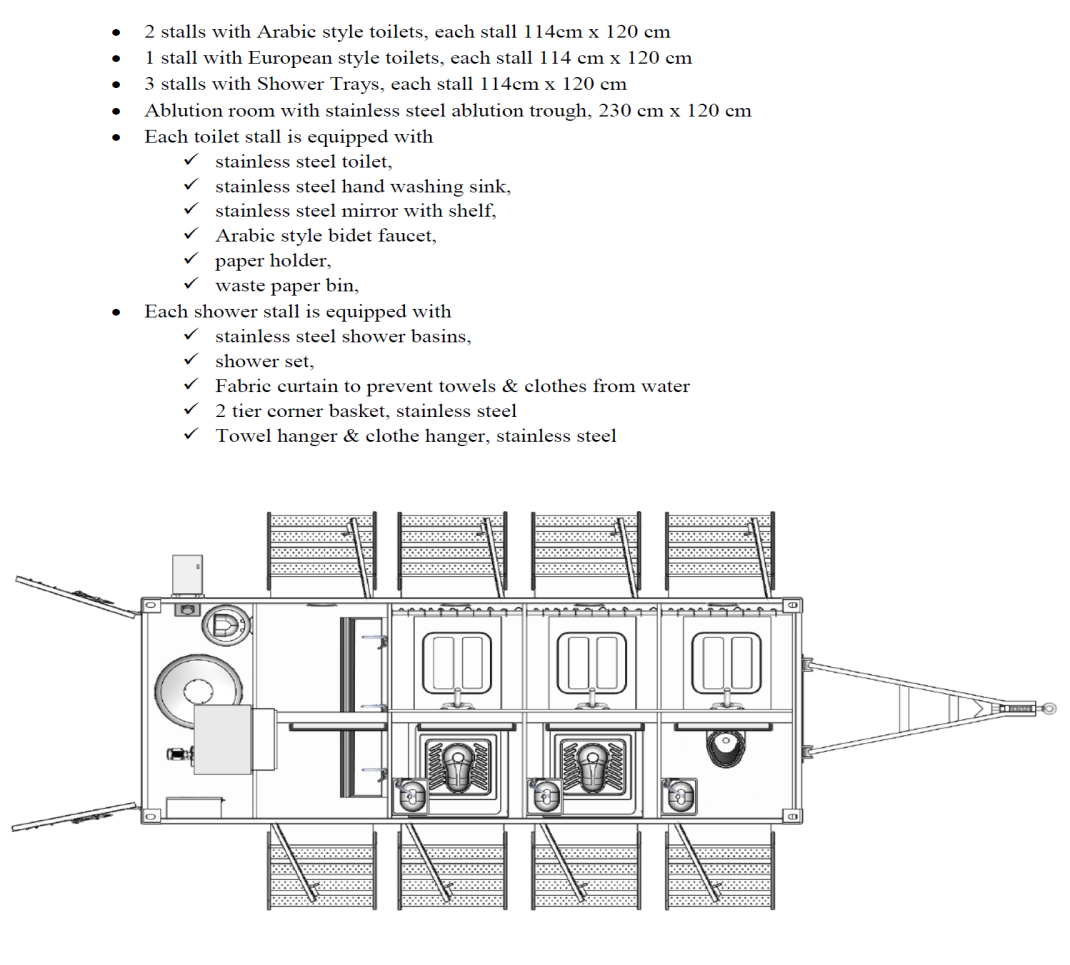 • 2 stalls with Arabic style toilets, each stall 114cm x 120 cm
• 1 stall with European style toilets, each stall 114 cm x 120 cm
• 3 stalls with Shower Trays, each stall 114cm x 120 cm
• Ablution room with stainless steel ablution trough, 230 cm x 120 cm
• Each toilet stall is equipped with
✓ stainless steel toilet,
✓ stainless steel hand washing sink,
✓ stainless steel mirror with shelf,
✓ Arabic style bidet faucet,
✓ paper holder,
✓ waste paper bin,
• Each shower stall is equipped with
✓ stainless steel shower basins,
✓ shower set,
✓ Fabric curtain to prevent towels & clothes from water
✓ 2 tier corner basket, stainless steel
✓ Towel hanger & clothe hanger, stainless steel